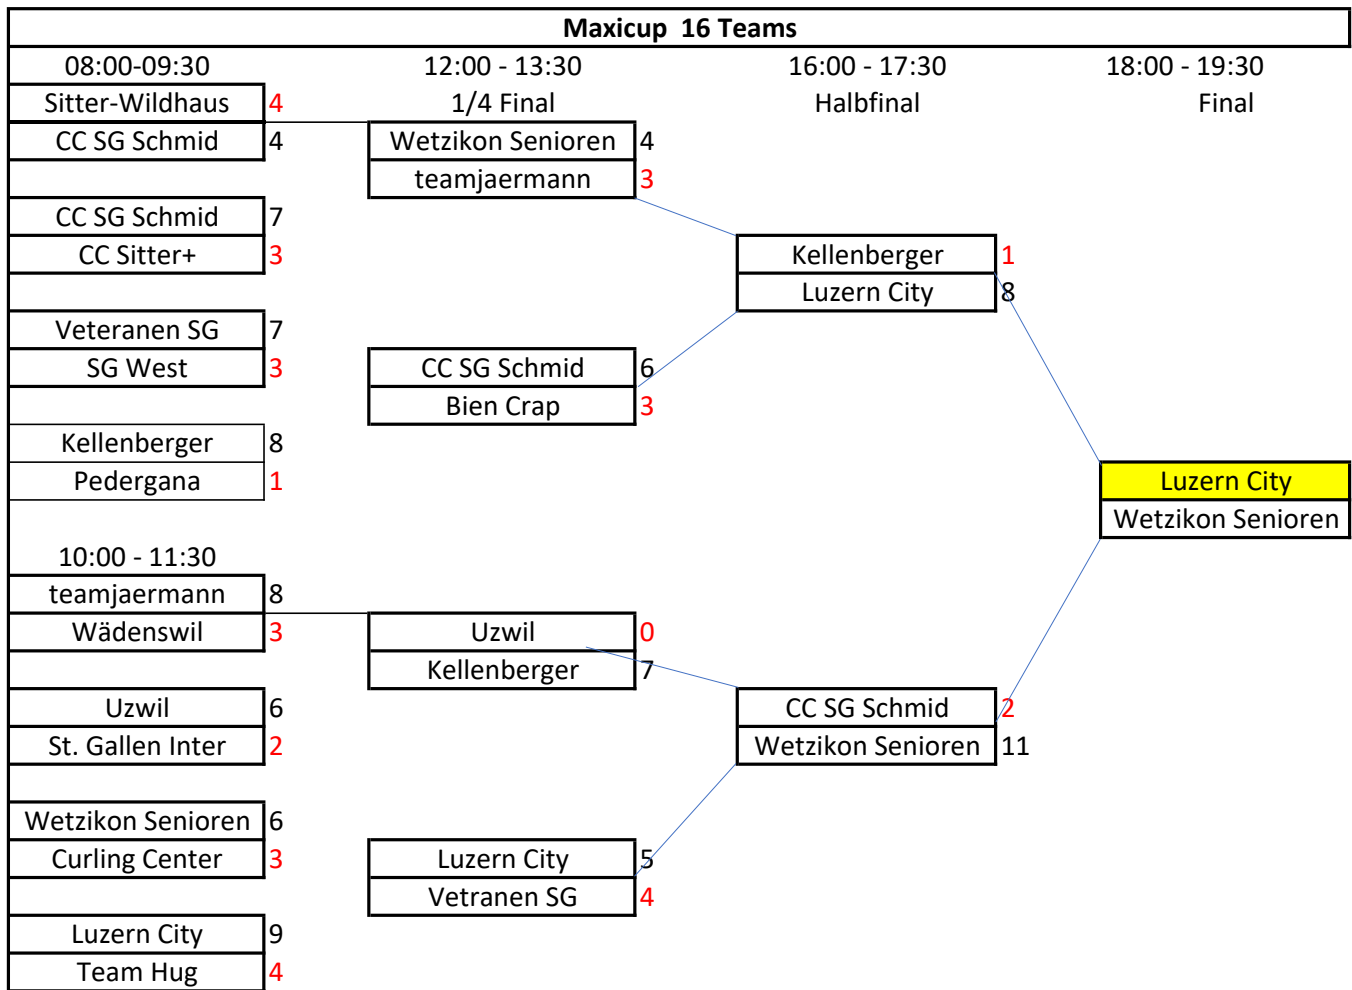 Maxicup 16 Teams
08:00-09:30 12:00 - 13:30 16:00 - 17:30 18:00 - 19:30
Sitter-Wildhaus 4 1/4 Final Halbfinal Final
CC SG Schmid 4 Wetzikon Senioren 4
teamjaermann 3
CC SG Schmid 7
CC Sitter+ 3 Kellenberger 1
Luzern City 8
Veteranen SG 7
SG West 3 CC SG Schmid 6
Bien Crap 3
Kellenberger 8
Pedergana 1 Luzern City
Wetzikon Senioren
10:00 - 11:30
teamjaermann 8
Wädenswil 3 Uzwil 0
Kellenberger 7
Uzwil 6 CC SG Schmid 2
St. Gallen Inter 2 Wetzikon Senioren 11
Wetzikon Senioren 6
Curling Center 3 Luzern City 5
Vetranen SG 4
Luzern City 9
Team Hug 4